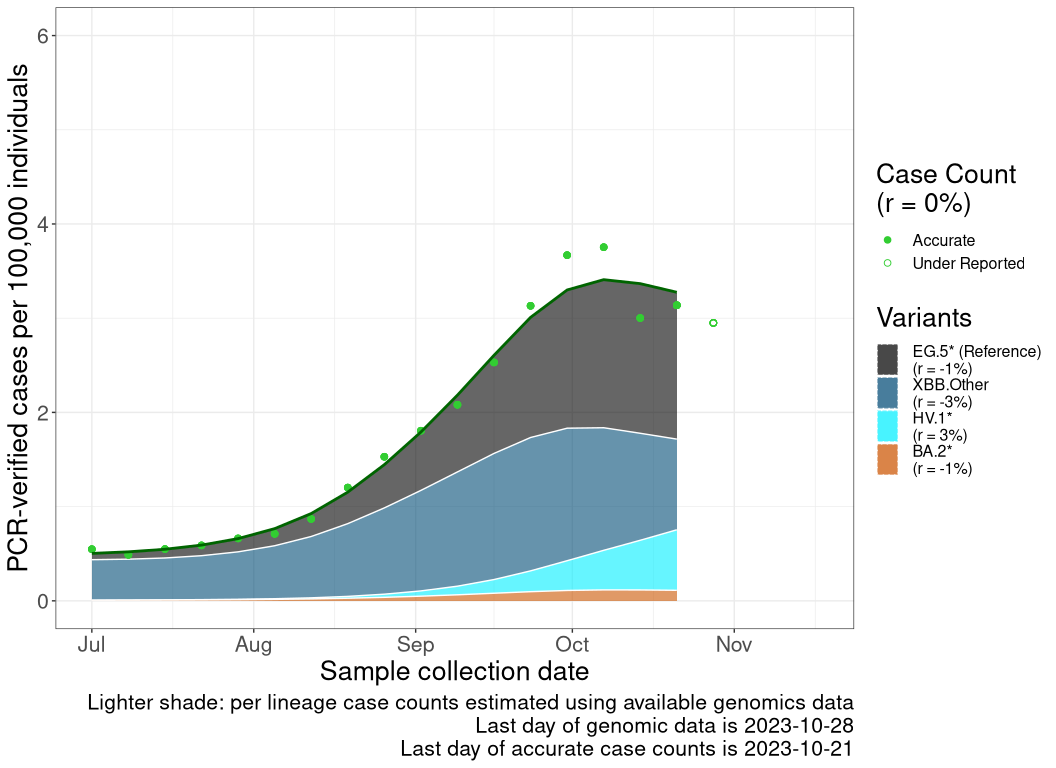 PCR-verified cases per 100,000 individuals
6
4
2
0
Jul Aug Sep Oct Nov
Sample collection date
Lighter shade: per lineage case counts estimated using available genomics data
Last day of genomic data is 2023-10-28
Last day of accurate case counts is 2023-10-21
Case Count
(r = 0%)
Accurate
Under Reported
Variants
EG.5* (Reference)
(r = -1%)
XBB.Other
(r = -3%)
HV.1*
(r = 3%)
BA.2*
(r = -1%)